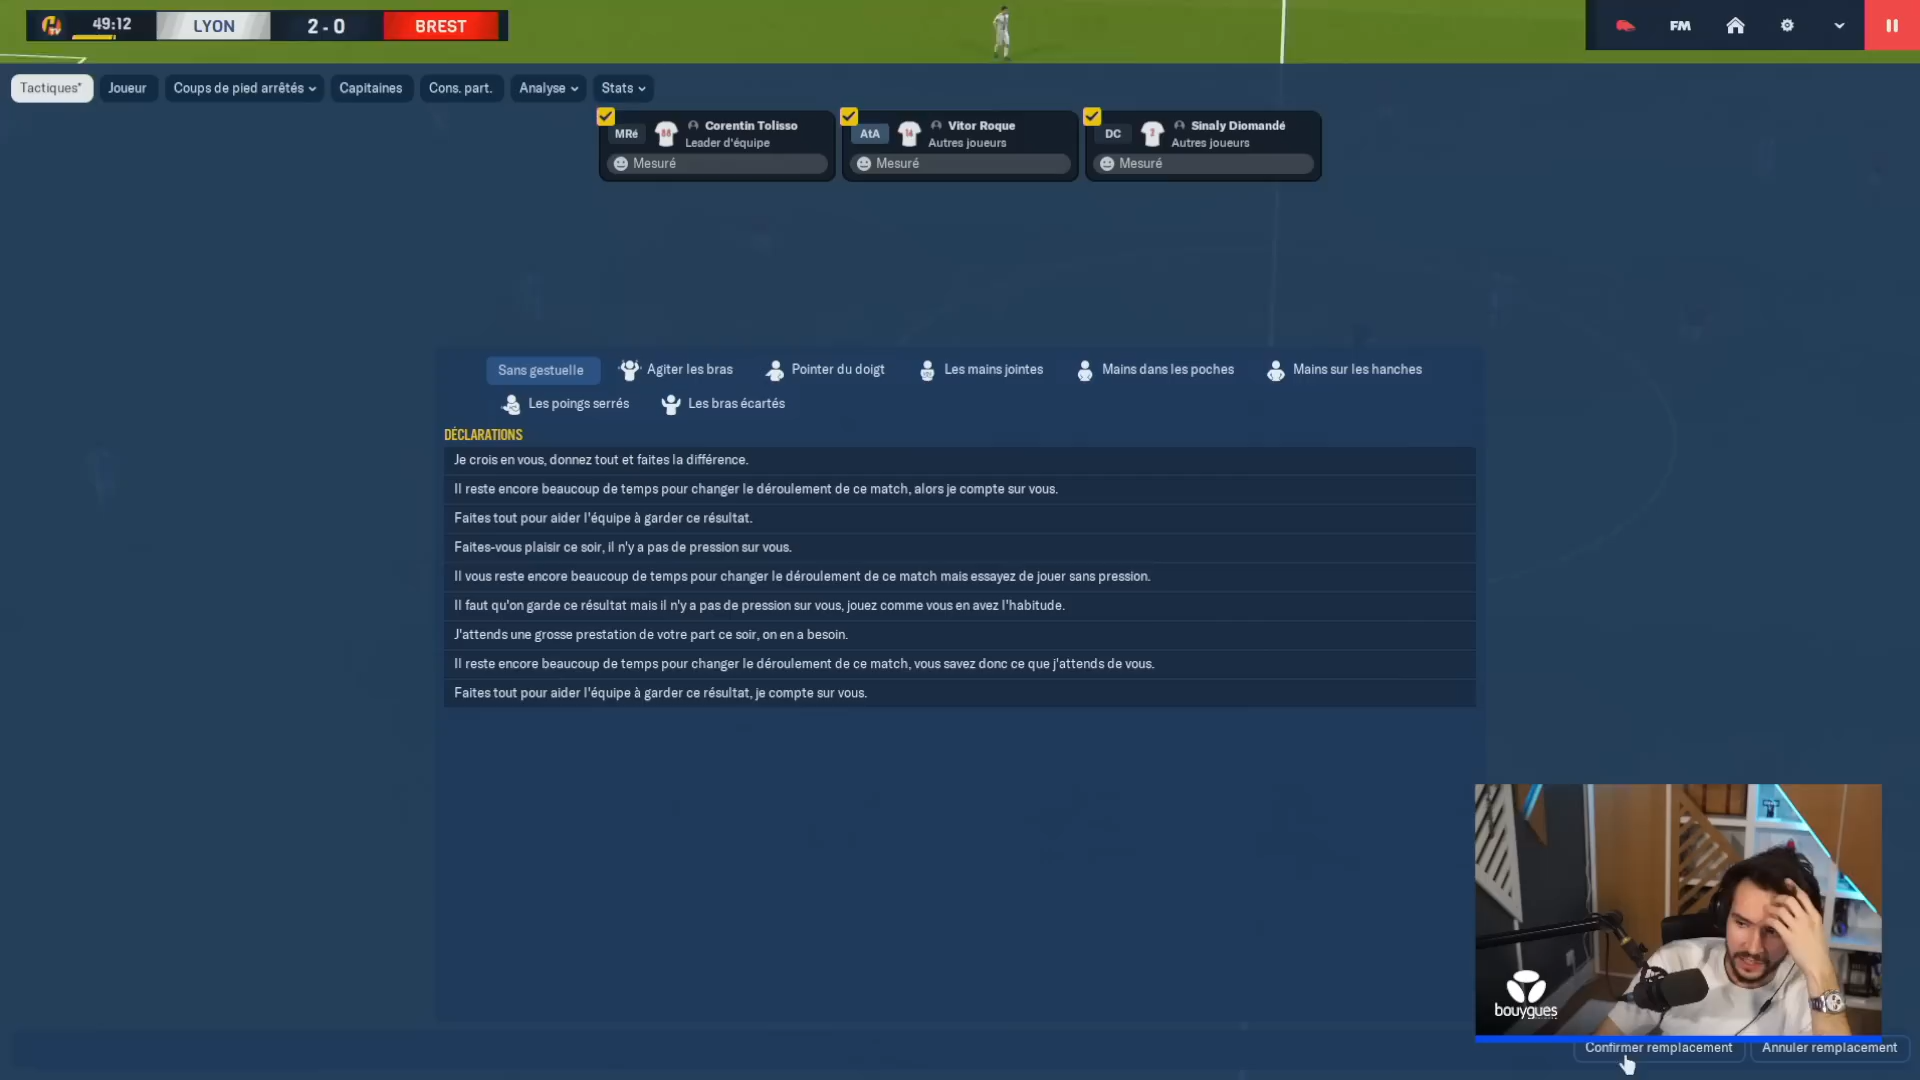 49:12
LYON
2 - 0
BREST
FM
Tactiques*
Joueur
Coups de pied arrêtés
Capitaines
Cons. part.
Analyse
Stats
MRé
Corentin Tolisso
Leader d'équipe
Mesuré
AtA
Vitor Roque
Autres joueurs
Mesuré
DC
2
Sinaly Diomandé
Autres joueurs
Mesuré
Sans gestuelle
Agiter les bras
Pointer du doigt
Les mains jointes
Mains dans les poches
Mains sur les hanches
Les poings serrés
Les bras écartés
DÉCLARATIONS
Je crois en vous, donnez tout et faites la différence.
Il reste encore beaucoup de temps pour changer le déroulement de ce match, alors je compte sur vous.
Faites tout pour aider l'équipe à garder ce résultat.
Faites-vous plaisir ce soir, il n'y a pas de pression sur vous.
Il vous reste encore beaucoup de temps pour changer le déroulement de ce match mais essayez de jouer sans pression.
Il faut qu'on garde ce résultat mais il n'y a pas de pression sur vous, jouez comme vous en avez l'habitude.
J'attends une grosse prestation de votre part ce soir, on en a besoin.
Il reste encore beaucoup de temps pour changer le déroulement de ce match, vous savez donc ce que j'attends de vous.
Faites tout pour aider l'équipe à garder ce résultat, je compte sur vous.
bouygues
Confirmer remplacement
Annuler remplacement